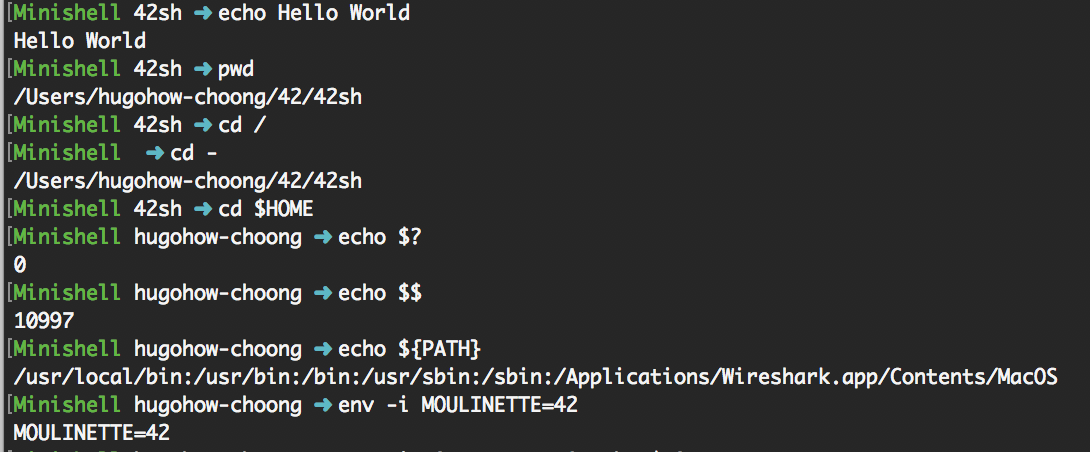 [Minishell 42sh ➜ echo Hello World
Hello World
[Minishell 42sh ➜ pwd
/Users/hugohow-choong/42/42sh
[Minishell 42sh ➜ cd /
[Minishell  ➜ cd -
/Users/hugohow-choong/42/42sh
[Minishell 42sh ➜ cd $HOME
[Minishell hugohow-choong ➜ echo $?
0
[Minishell hugohow-choong ➜ echo $$
10997
[Minishell hugohow-choong ➜ echo ${PATH}
/usr/local/bin:/usr/bin:/bin:/usr/sbin:/sbin:/Applications/Wireshark.app/Contents/MacOS
[Minishell hugohow-choong ➜ env -i MOULINETTE=42
MOULINETTE=42